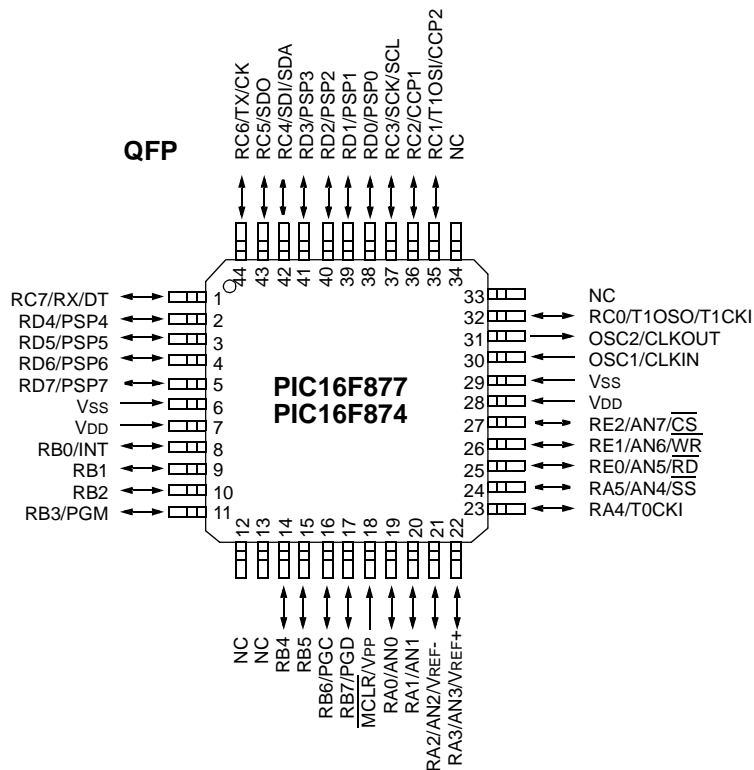 QFP
RC6/TX/CK
RC5/SDO
RC4/SDI/SDA
RD3/PSP3
RD2/PSP2
RD1/PSP1
RD0/PSP0
RC3/SCK/SCL
RC2/CCP1
RC1/T1OSI/CCP2
NC
44
43
42
41
40
39
38
37
36
35
34
RC7/RX/DT
RD4/PSP4
RD5/PSP5
RD6/PSP6
RD7/PSP7
VSS
VDD
RB0/INT
RB1
RB2
RB3/PGM
1
2
3
4
5
6
7
8
9
10
11
PIC16F877
PIC16F874
33
32
31
30
29
28
27
26
25
24
23
NC
RC0/T1OSO/T1CKI
OSC2/CLKOUT
OSC1/CLKIN
VSS
VDD
RE2/AN7/CS
RE1/AN6/WR
RE0/AN5/RD
RA5/AN4/SS
RA4/T0CKI
12
13
14
15
16
17
18
19
20
21
22
NC
NC
RB4
RB5
RB6/PGC
RB7/PGD
MCLR/VPP
RA0/AN0
RA1/AN1
RA2/AN2/VREF-
RA3/AN3/VREF+